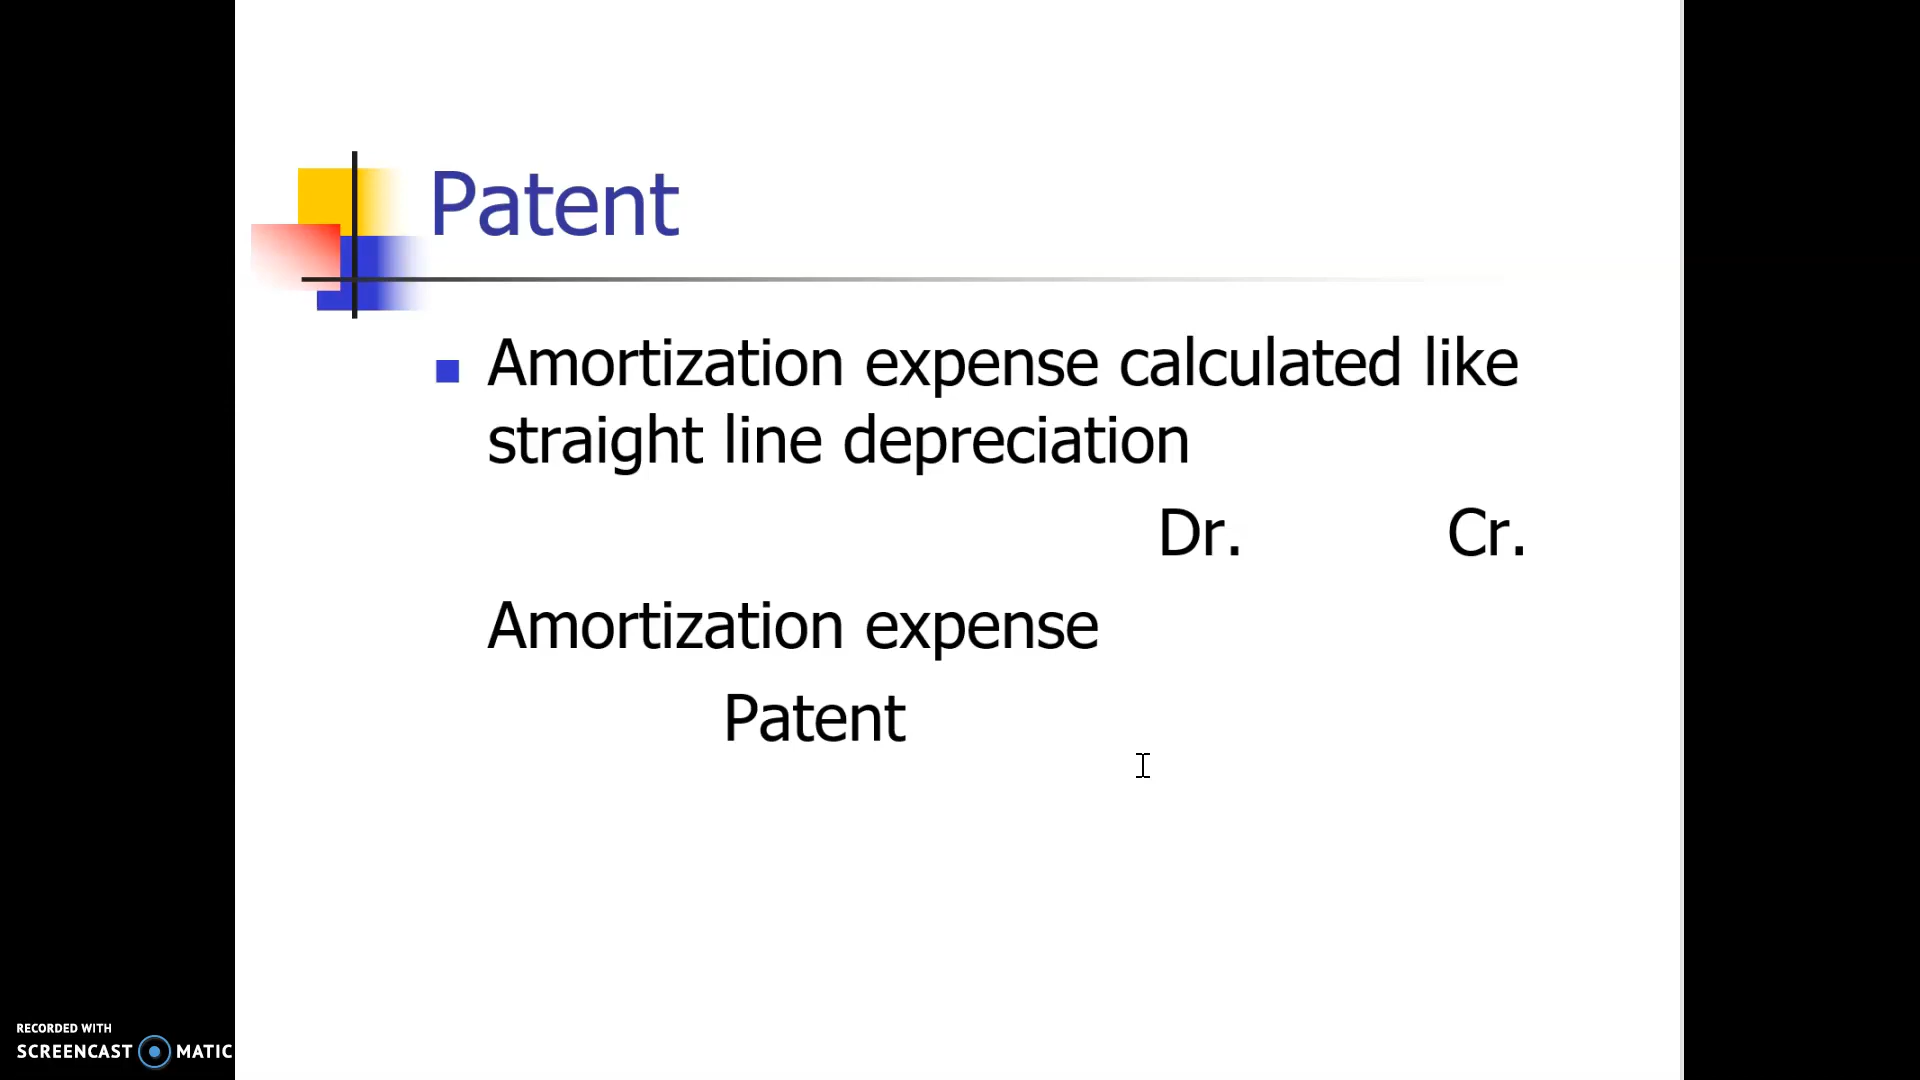 Patent
Amortization expense calculated like
straight line depreciation
Dr. Cr.
Amortization expense
Patent
RECORDED WITH
SCREENCAST MATIC